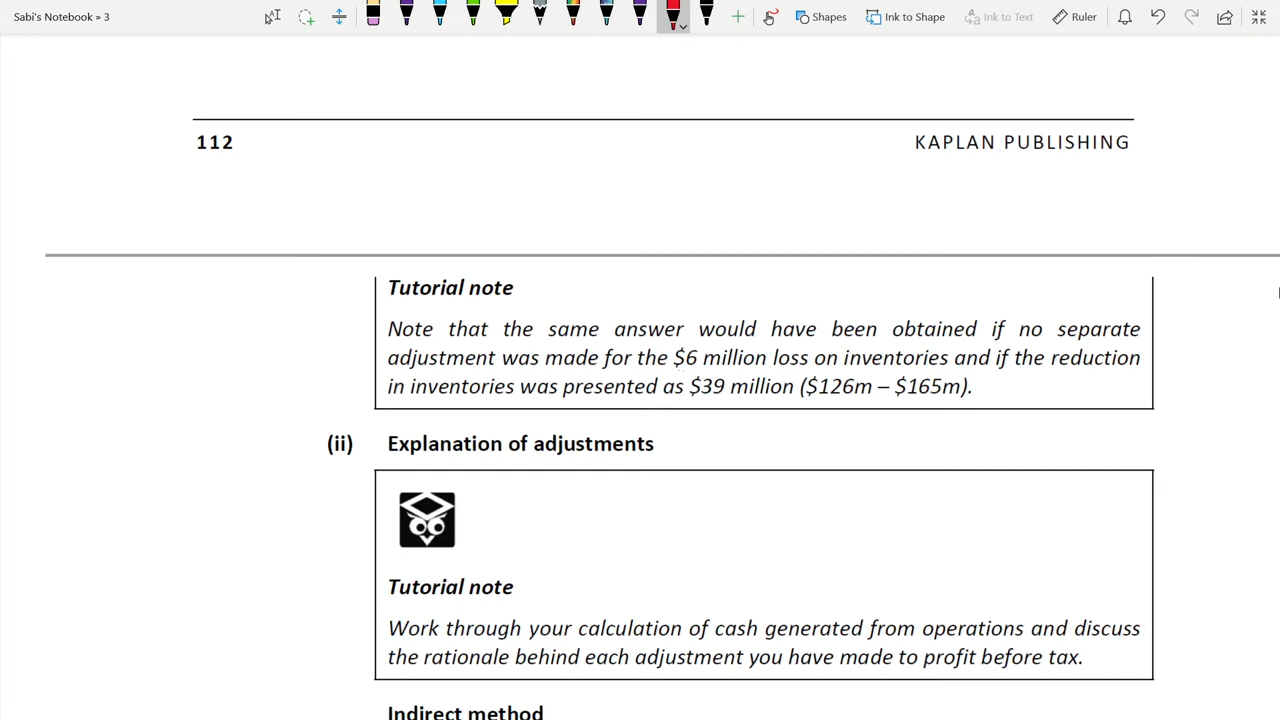 Sabi's Notebook » 3
Shapes
Ink to Shape
Ink to Text
Ruler
112
KAPLAN PUBLISHING
Tutorial note
Note that the same answer would have been obtained if no separate
adjustment was made for the $6 million loss on inventories and if the reduction
in inventories was presented as $39 million ($126m – $165m).
(ii) Explanation of adjustments
Tutorial note
Work through your calculation of cash generated from operations and discuss
the rationale behind each adjustment you have made to profit before tax.
Indirect method